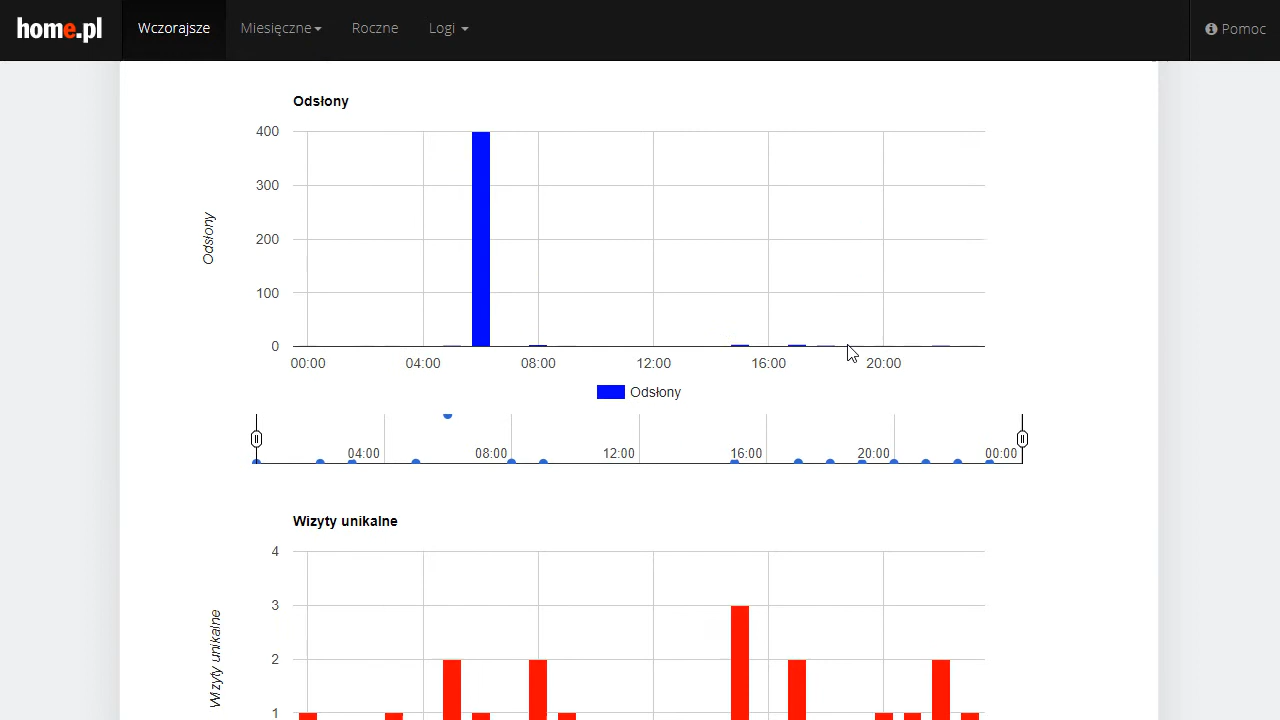 home.pl Wczorajsze Miesięczne Roczne Logi Pomoc
Odsłony
400
300
200
100
0
Odsłony
00:00 04:00 08:00 12:00 16:00 20:00
Odsłony
04:00 08:00 12:00 16:00 20:00 00:00
Wizyty unikalne
4
3
2
1
Wizyty unikalne